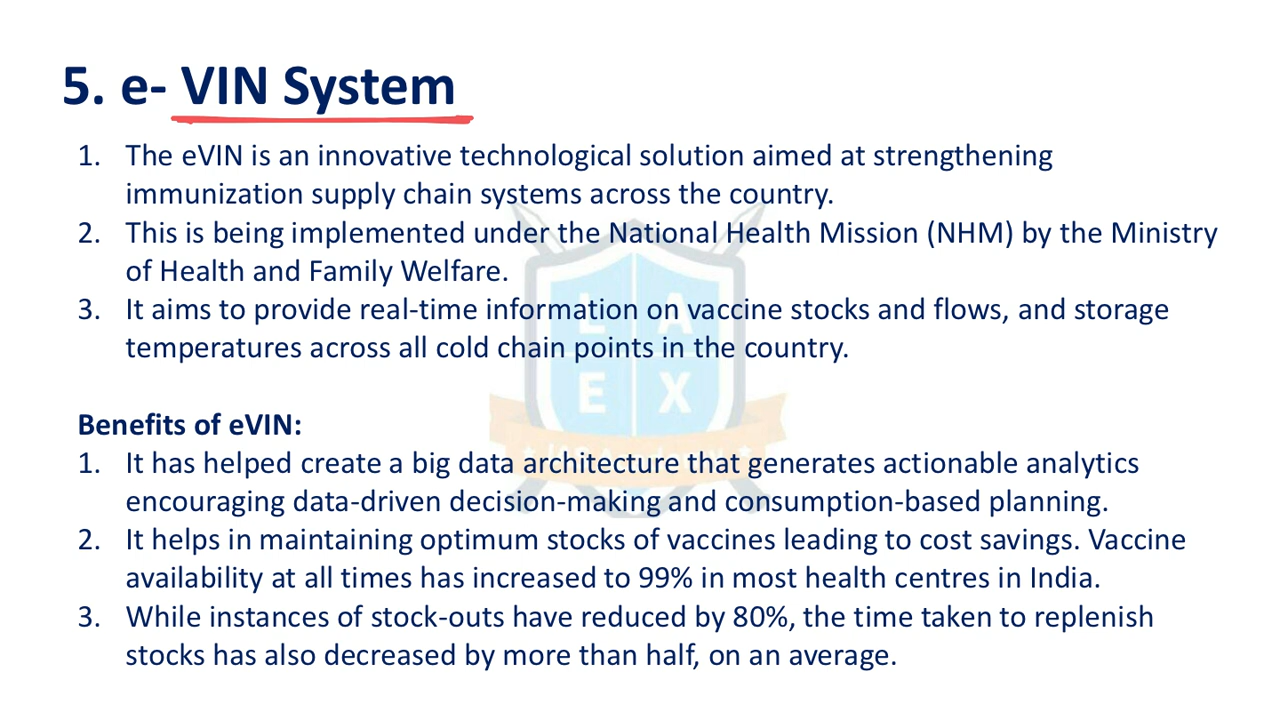 5. e- VIN System
1. The eVIN is an innovative technological solution aimed at strengthening
immunization supply chain systems across the country.
2. This is being implemented under the National Health Mission (NHM) by the Ministry
of Health and Family Welfare.
3. It aims to provide real-time information on vaccine stocks and flows, and storage
temperatures across all cold chain points in the country.
L A
E X
Benefits of eVIN:
1. It has helped create a big data architecture that generates actionable analytics
encouraging data-driven decision-making and consumption-based planning.
2. It helps in maintaining optimum stocks of vaccines leading to cost savings. Vaccine
availability at all times has increased to 99% in most health centres in India.
3. While instances of stock-outs have reduced by 80%, the time taken to replenish
stocks has also decreased by more than half, on an average.